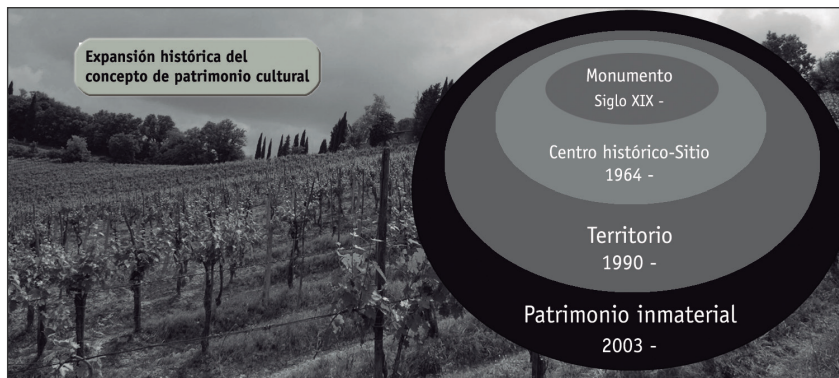 Expansión histórica del
concepto de patrimonio cultural
Monumento
Siglo XIX -
Centro histórico-Sitio
1964 -
Territorio
1990 -
Patrimonio inmaterial
2003 -